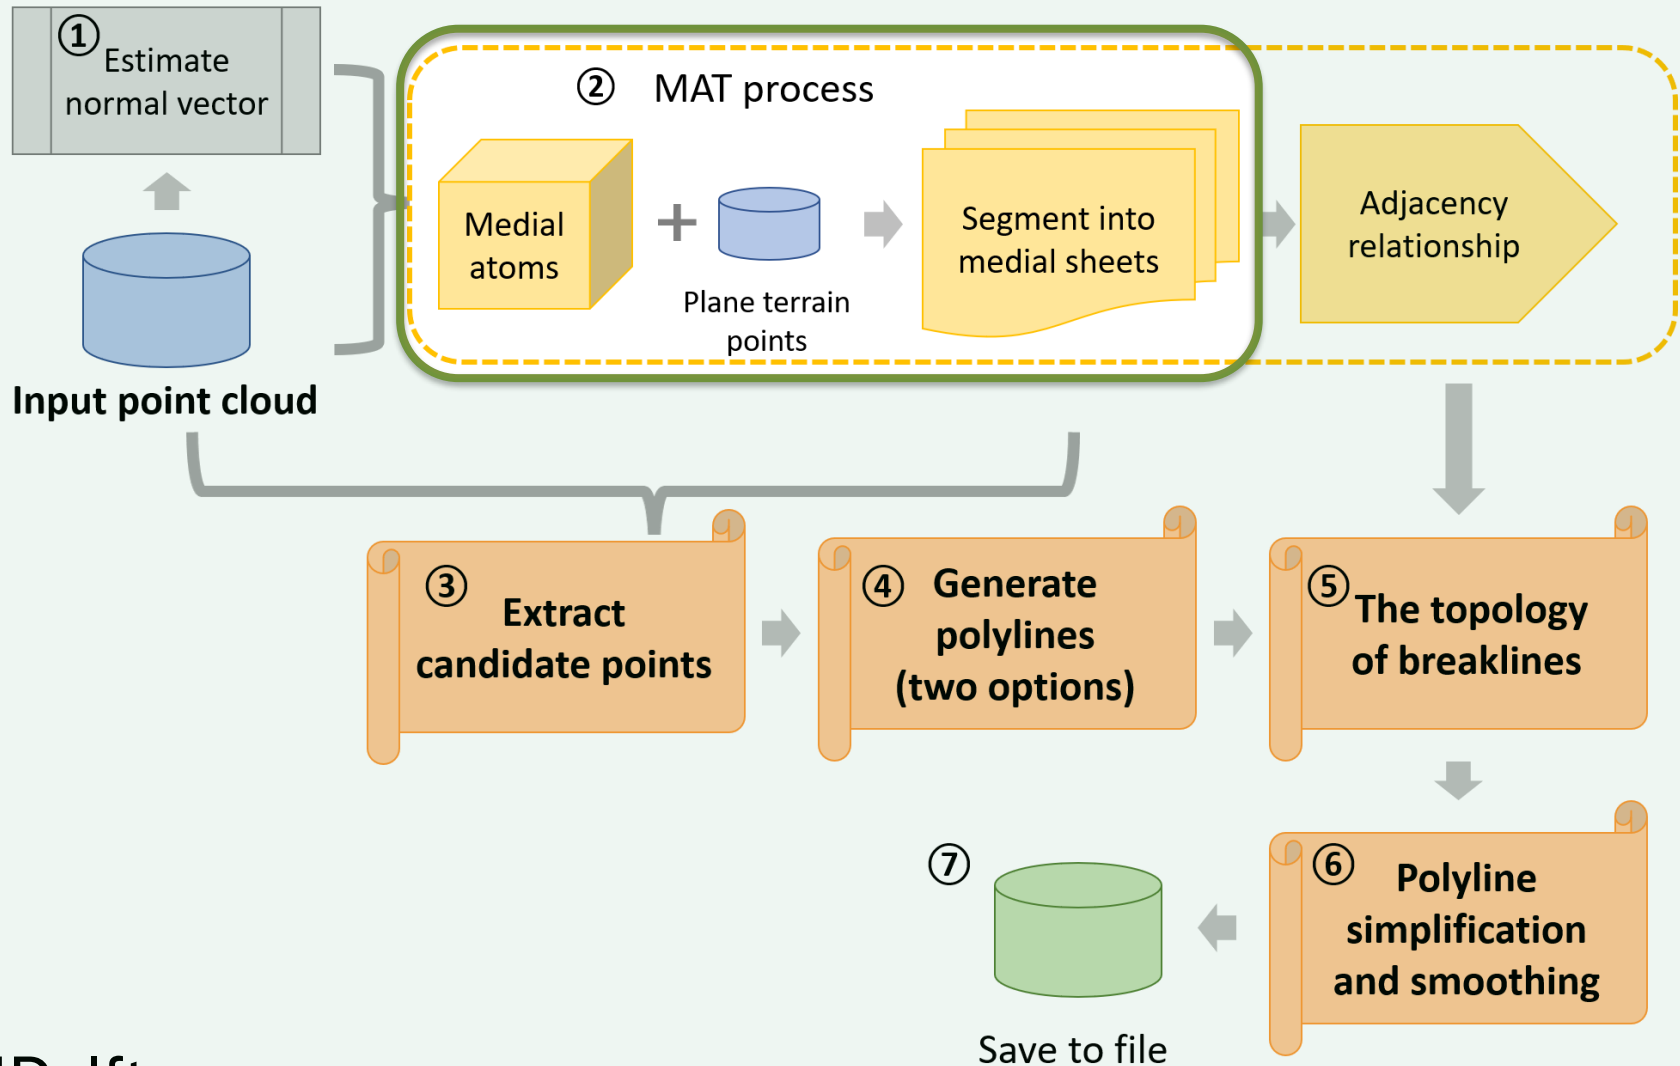 ①
Estimate
normal vector
Input point cloud
② MAT process
Medial
atoms
+
Plane terrain
points
Segment into
medial sheets
Adjacency
relationship
③
Extract
candidate points
④ Generate
polylines
(two options)
⑤
The topology
of breaklines
⑥
Polyline
simplification
and smoothing
⑦
Save to file